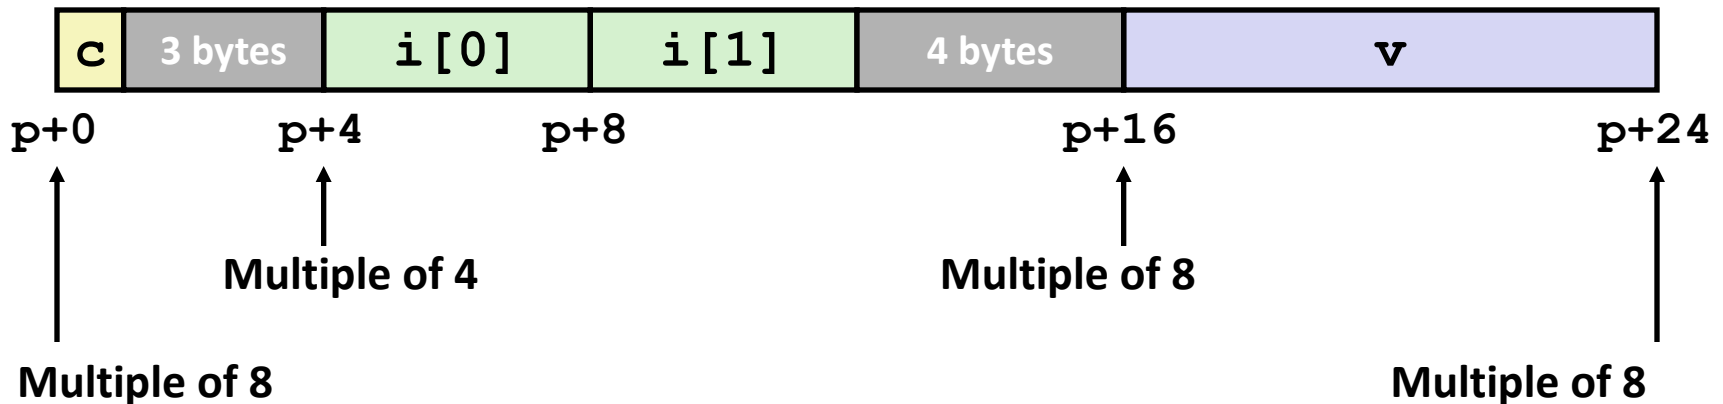 c 3 bytes i[0] i[1] 4 bytes v
p+0 p+4 p+8 p+16 p+24
Multiple of 4 Multiple of 8
Multiple of 8 Multiple of 8